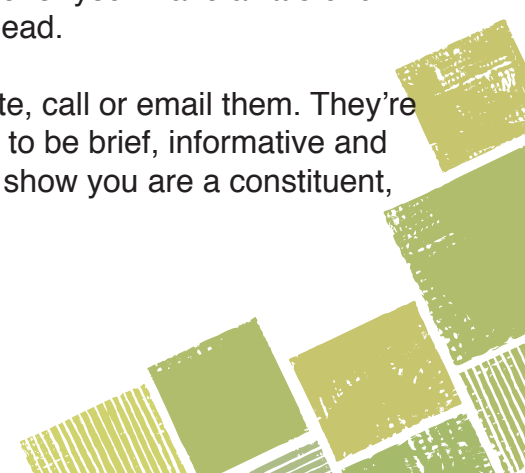 ead.
te, call or email them. They're
to be brief, informative and
show you are a constituent,